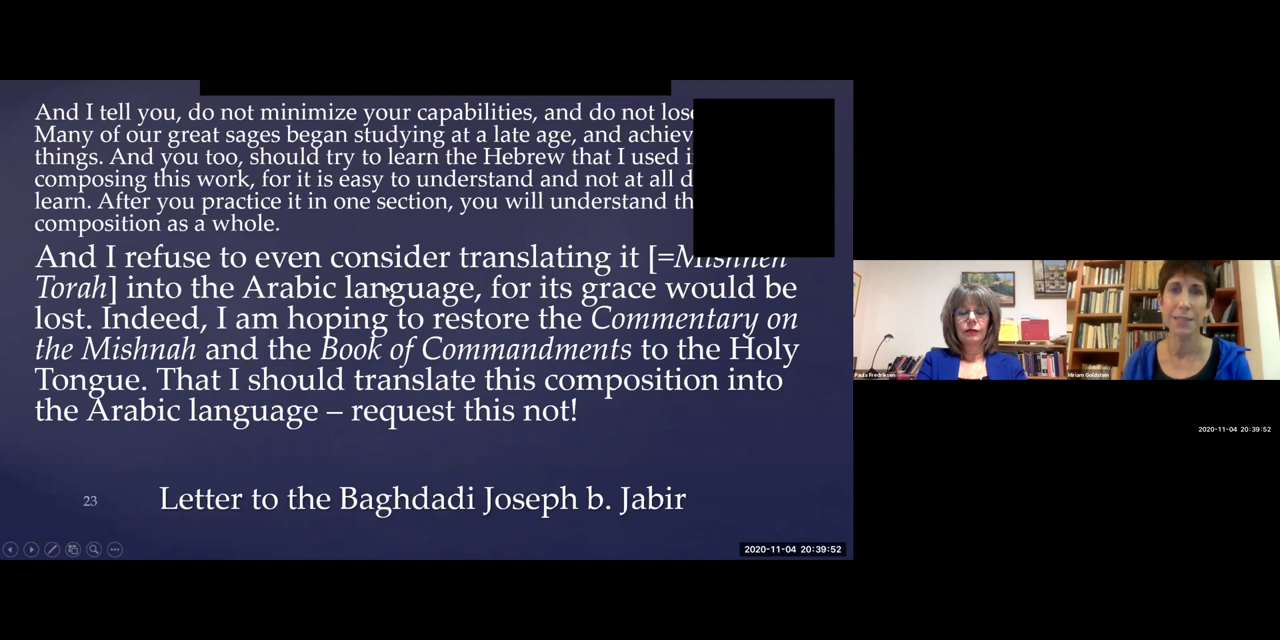 And I tell you, do not minimize your capabilities, and do not
Many of our great sages began studying at a late age, and
things. And you too, should try to learn the Hebrew that I used
composing this work, for it is easy to understand and not at all
learn. After you practice it in one section, you will understand
composition as a whole.
And I refuse to even consider translating it [=Mishneh
Torah] into the Arabic language, for its grace would be
lost. Indeed, I am hoping to restore the Commentary on
the Mishnah and the Book of Commandments to the Holy
Tongue. That I should translate this composition into
the Arabic language – request this not!
23
Letter to the Baghdadi Joseph b. Jabir
2020-11-04 20:39:52
Paula Fredriksen
Miriam Goldstein
2020-11-04 20:39:52